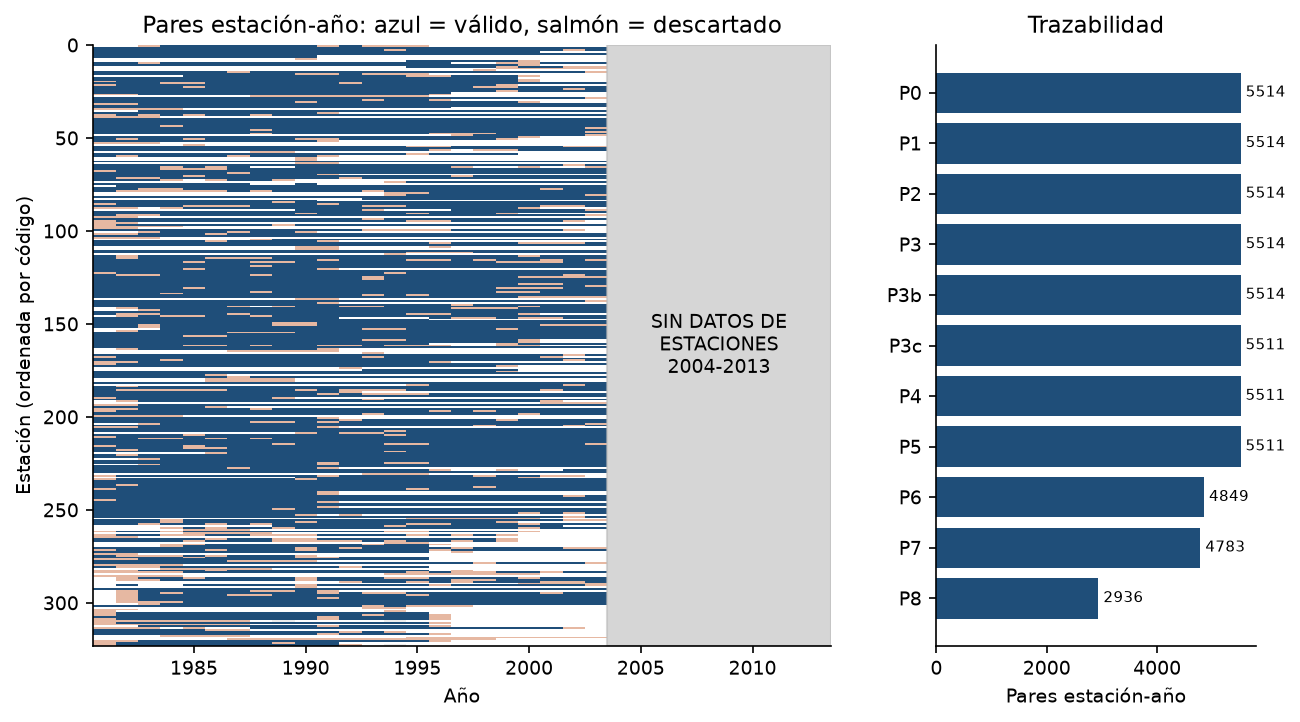 Pares estación-año: azul = válido, salmón = descartado
0
50
100
150
200
250
300
Estación (ordenada por código)
SIN DATOS DE
ESTACIONES
2004-2013
1985
1990
1995
2000
2005
2010
Año
Trazabilidad
P0
5514
P1
5514
P2
5514
P3
5514
P3b
5514
P3c
5511
P4
5511
P5
5511
P6
4849
P7
4783
P8
2936
0
2000
4000
Pares estación-año